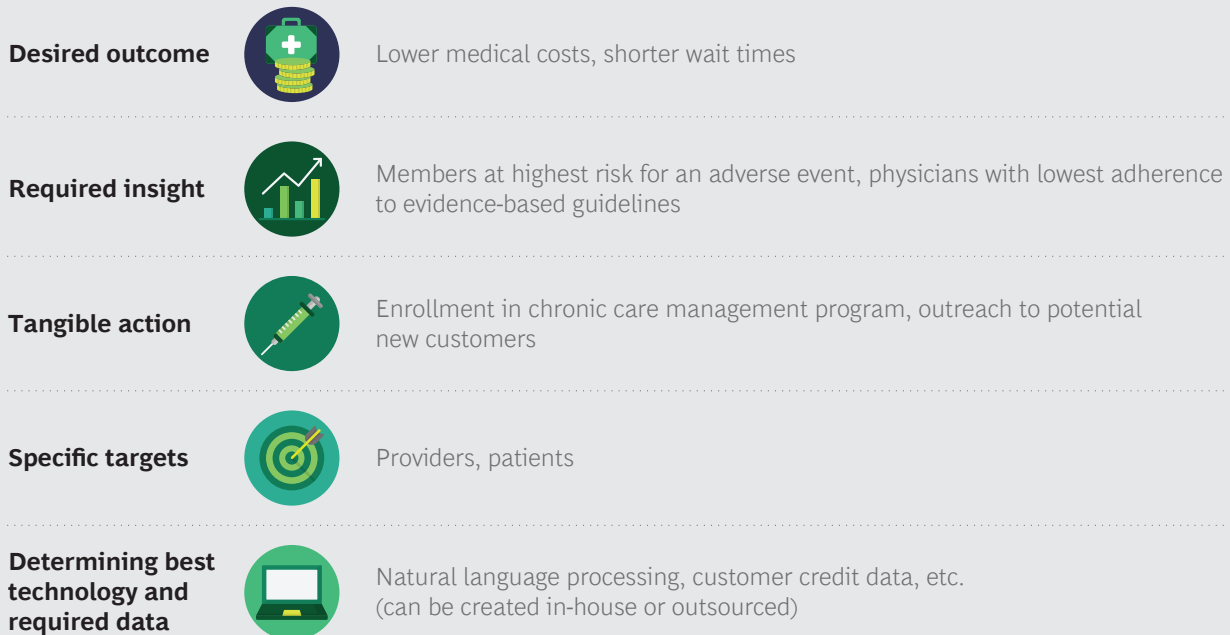 Desired outcome
Lower medical costs, shorter wait times
Required insight
Members at highest risk for an adverse event, physicians with lowest adherence
to evidence-based guidelines
Tangible action
Enrollment in chronic care management program, outreach to potential
new customers
Specific targets
Providers, patients
Determining best
technology and
required data
Natural language processing, customer credit data, etc.
(can be created in-house or outsourced)